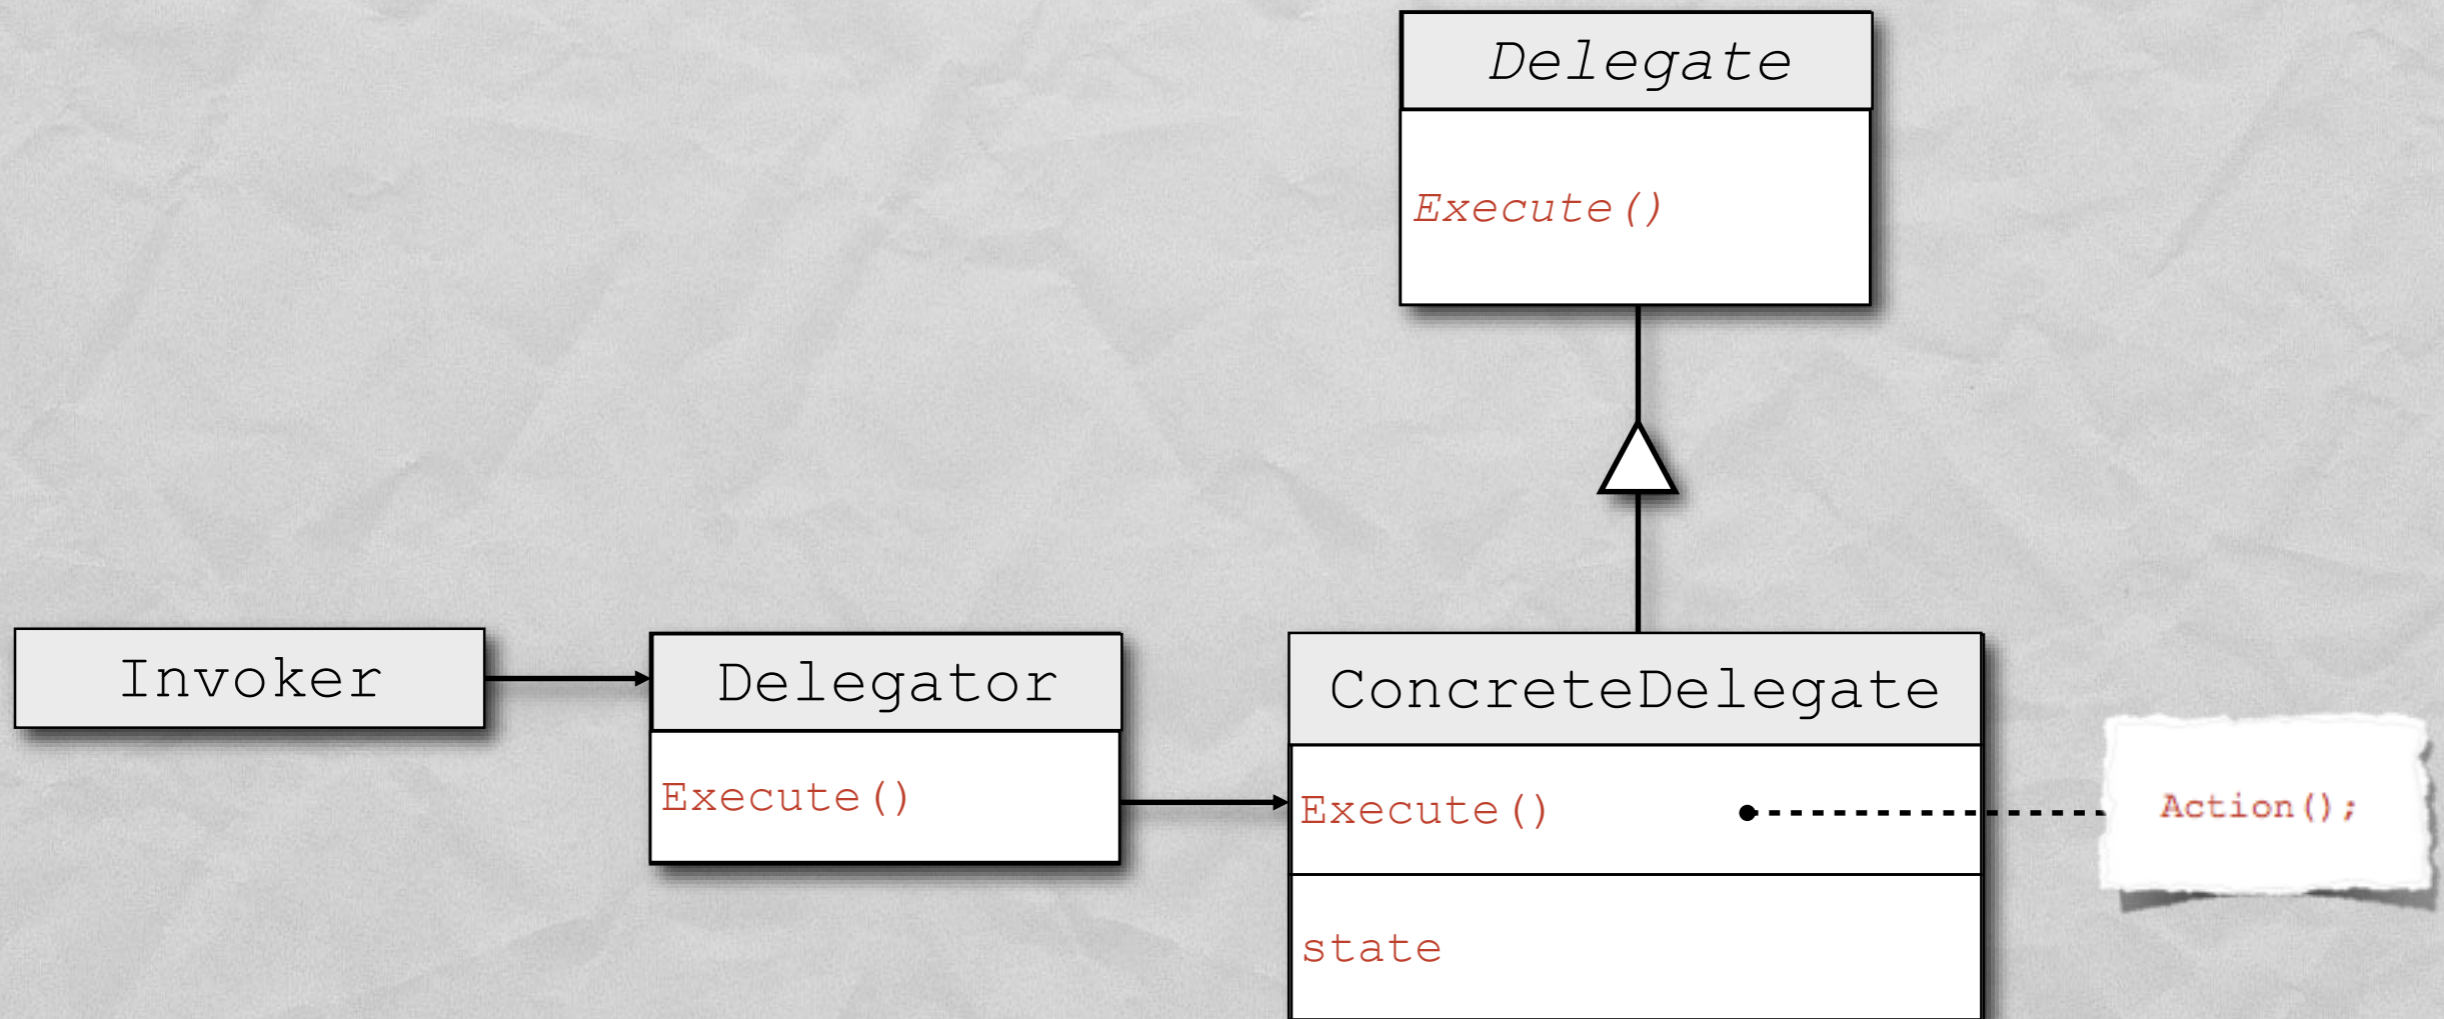 Delegate
Execute()
Invoker
Delegator
Execute()
ConcreteDelegate
Execute()
state
Action();